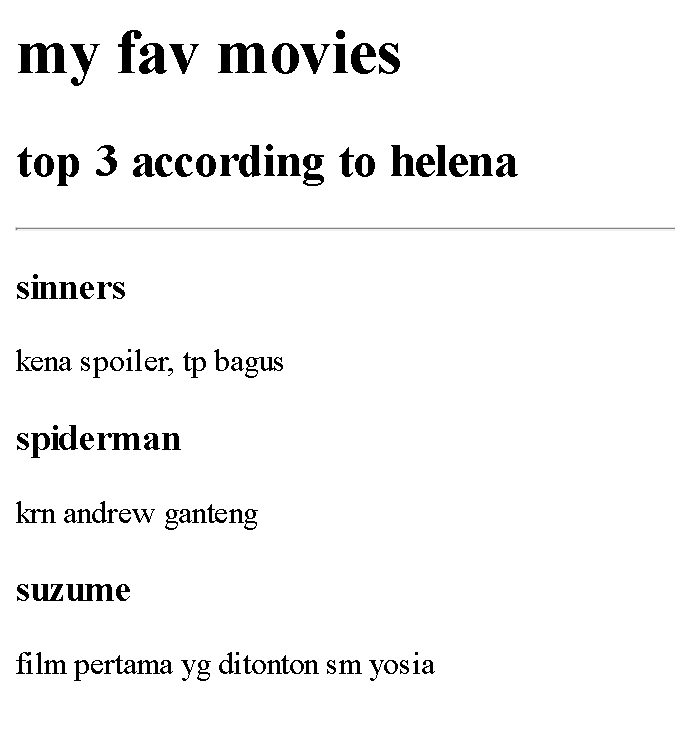 my fav movies
top 3 according to helena
sinners
kena spoiler, tp bagus
spiderman
krn andrew ganteng
suzume
film pertama yg ditonton sm yosia